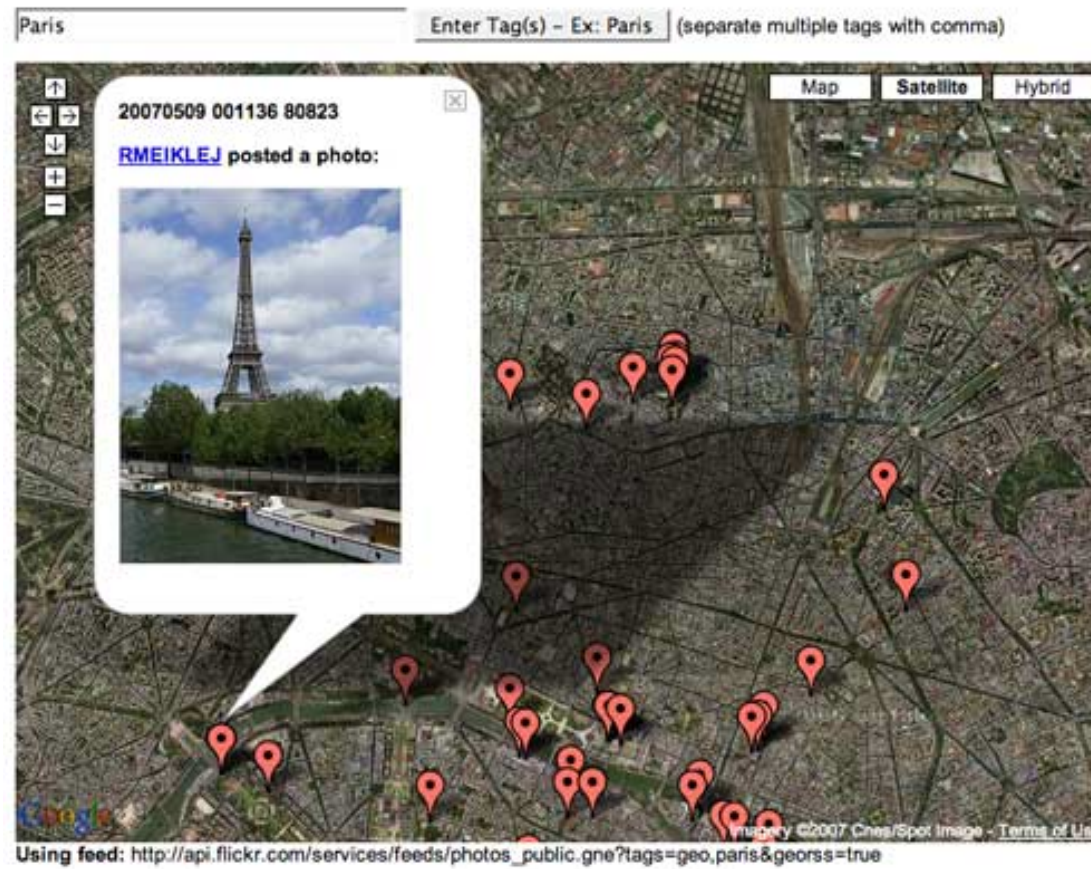 Paris
Enter Tag(s) – Ex: Paris
(separate multiple tags with comma)
Map
Satellite
Hybrid
20070509 001136 80823
RMEIKLEJ posted a photo:
Google
Imagery ©2007 Cnes/Spot Image - Terms of Us
Using feed: http://api.flickr.com/services/feeds/photos_public.gne?tags=geo,paris&georss=true